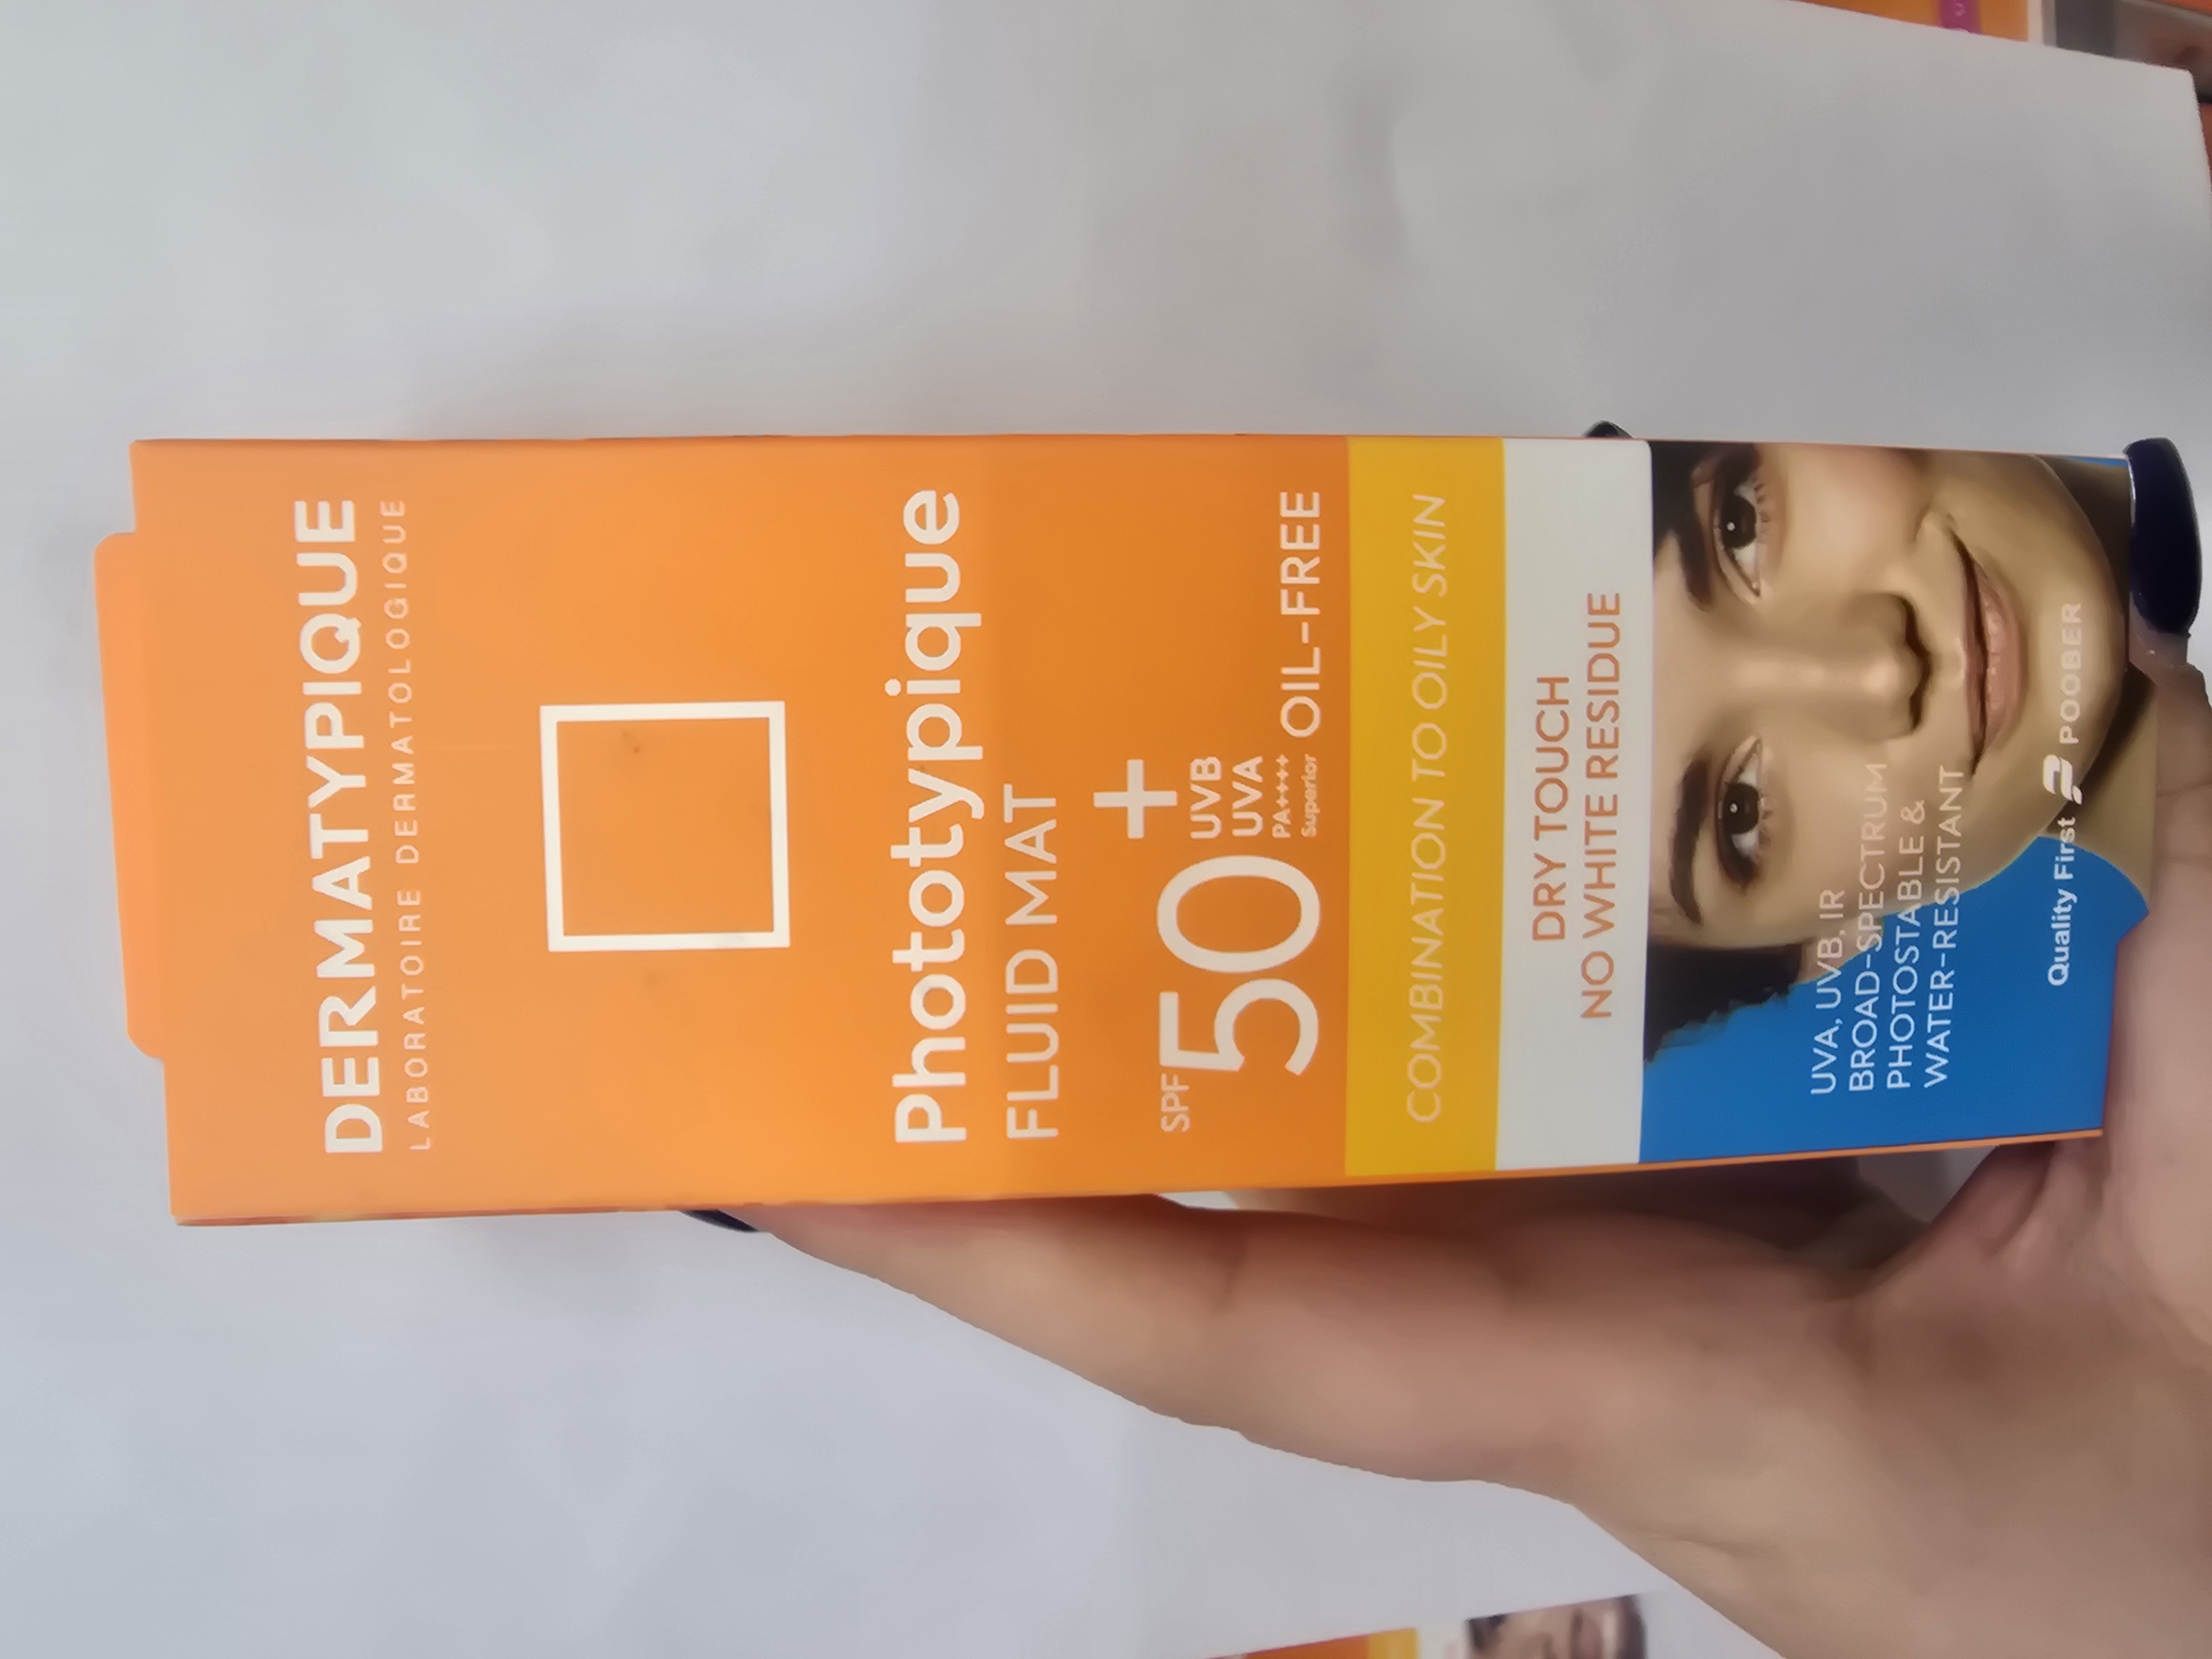 DERMATYPIQUE
LABORATOIRE DERMATOLOGIQUE
Phototypique
FLUID MAT
SPF 50+
UVB
UVA
PA++++
Superior
OIL-FREE
COMBINATION TO OILY SKIN
DRY TOUCH
NO WHITE RESIDUE
UVA, UVB, IR
BROAD-SPECTRUM
PHOTOSTABLE &
WATER-RESISTANT
Quality First POOBER